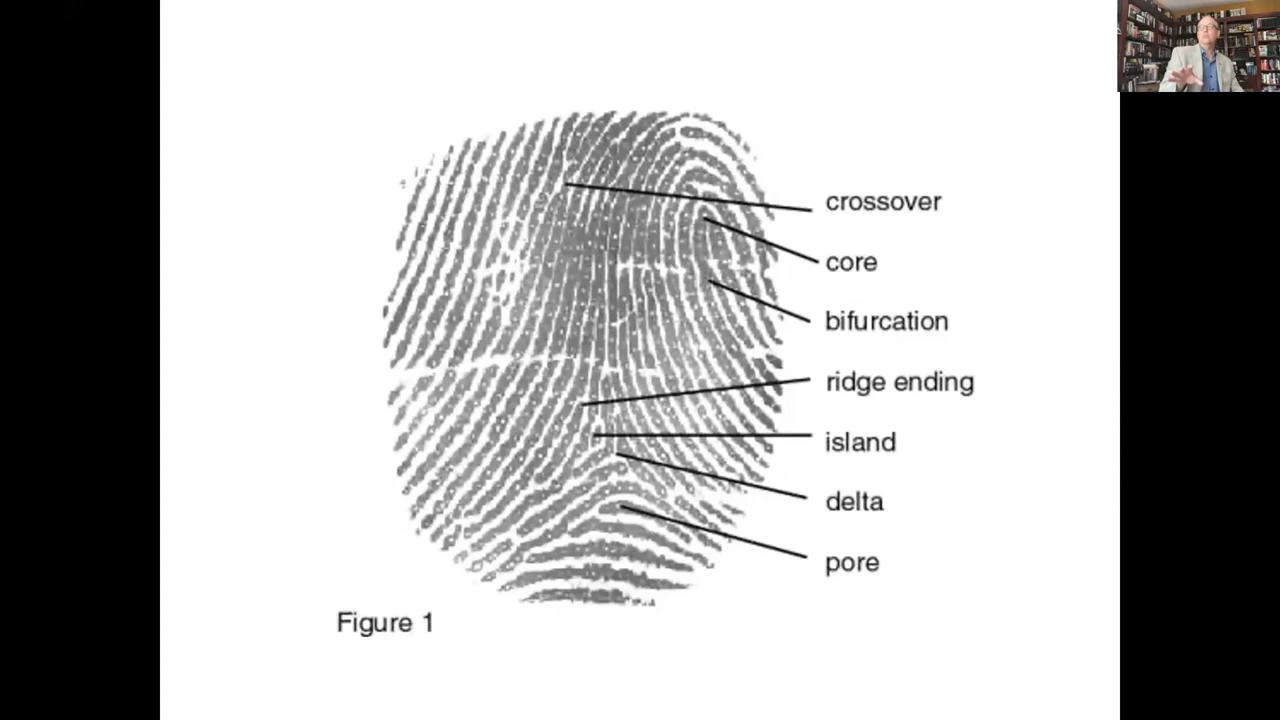 crossover
core
bifurcation
ridge ending
island
delta
pore
Figure 1